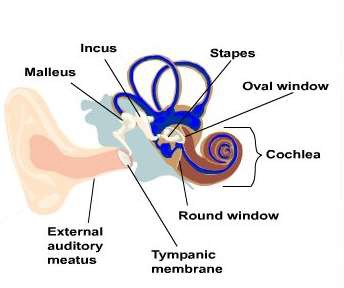 Incus
Stapes
Malleus
Oval window
Cochlea
Round window
External
auditory
meatus
Tympanic
membrane